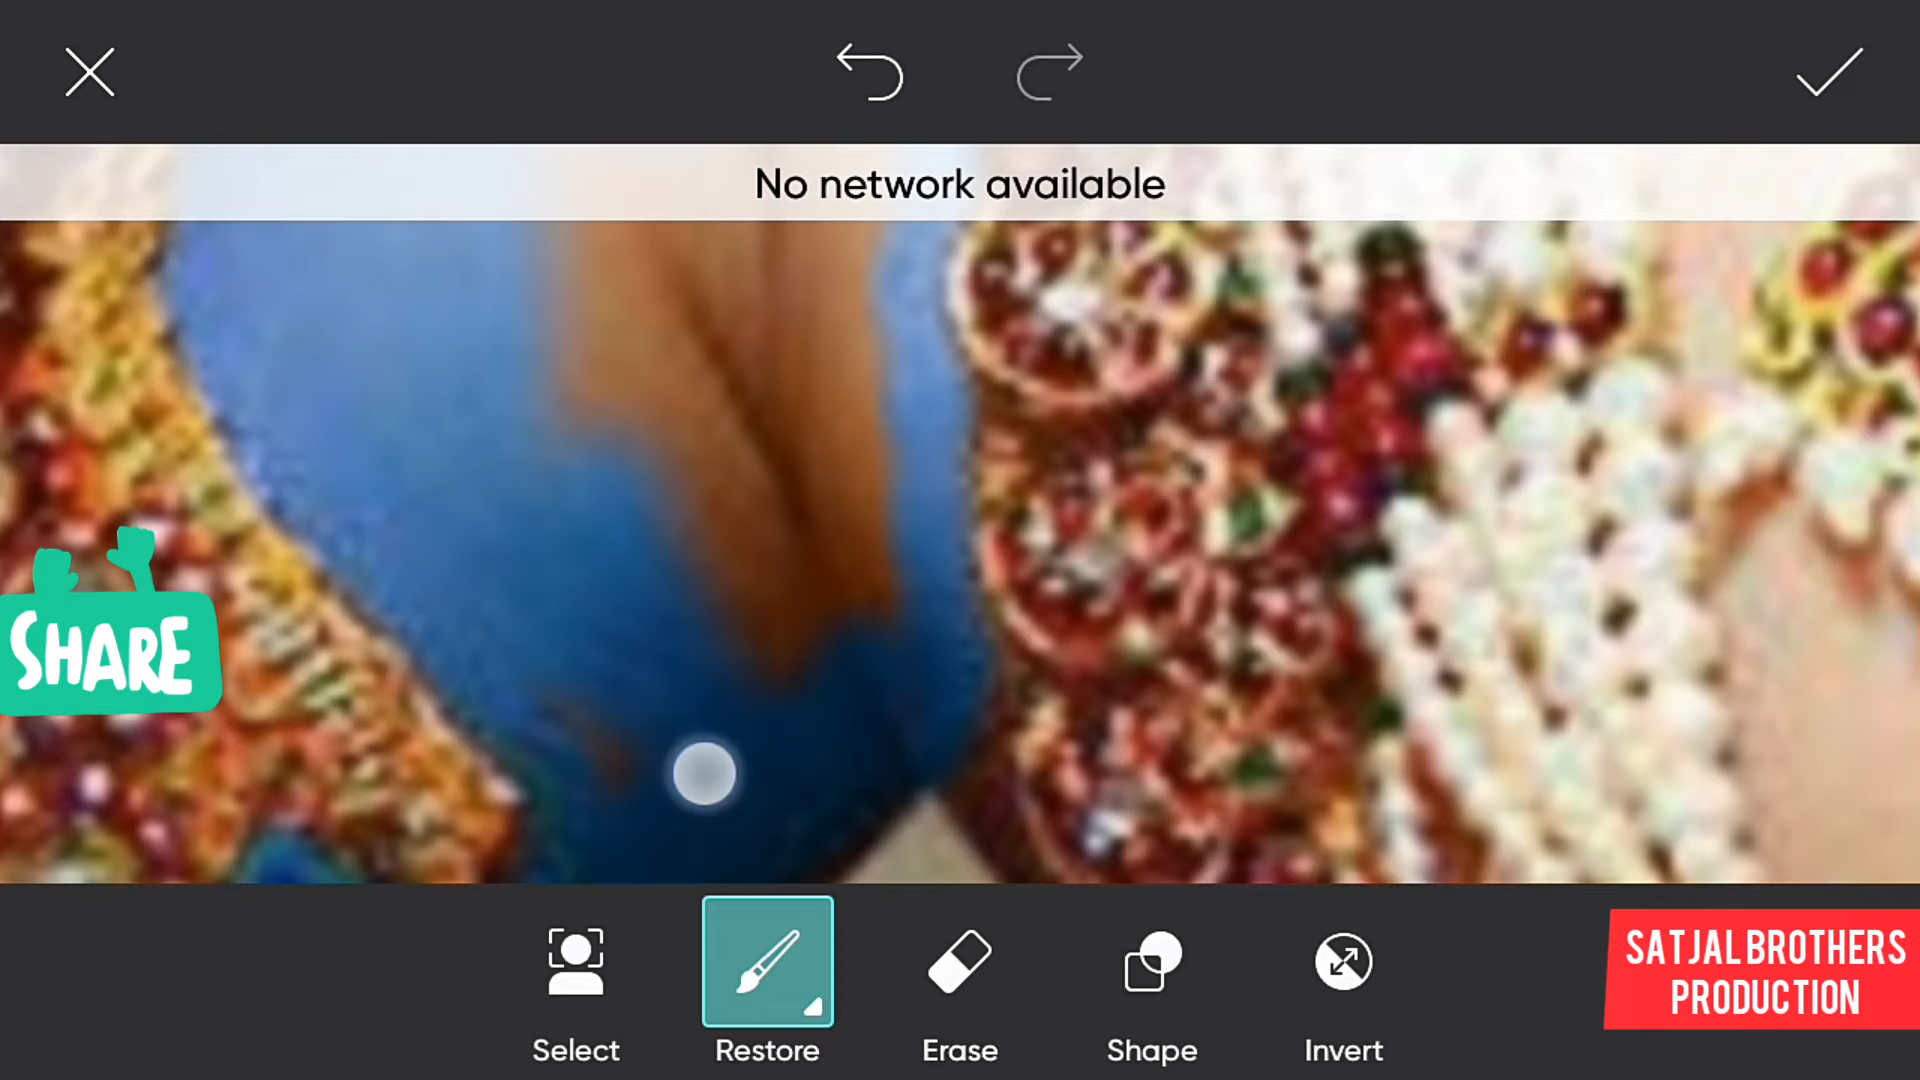 No network available
SHARE
Select
Restore
Erase
Shape
Invert
SATJAL BROTHERS
PRODUCTION